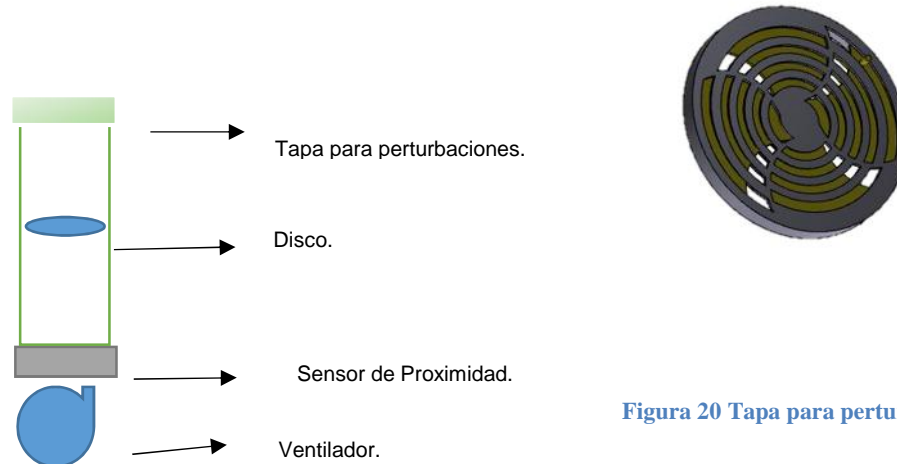 Tapa para perturbaciones.
Disco.
Sensor de Proximidad.
Ventilador.
Figura 20 Tapa para pertu